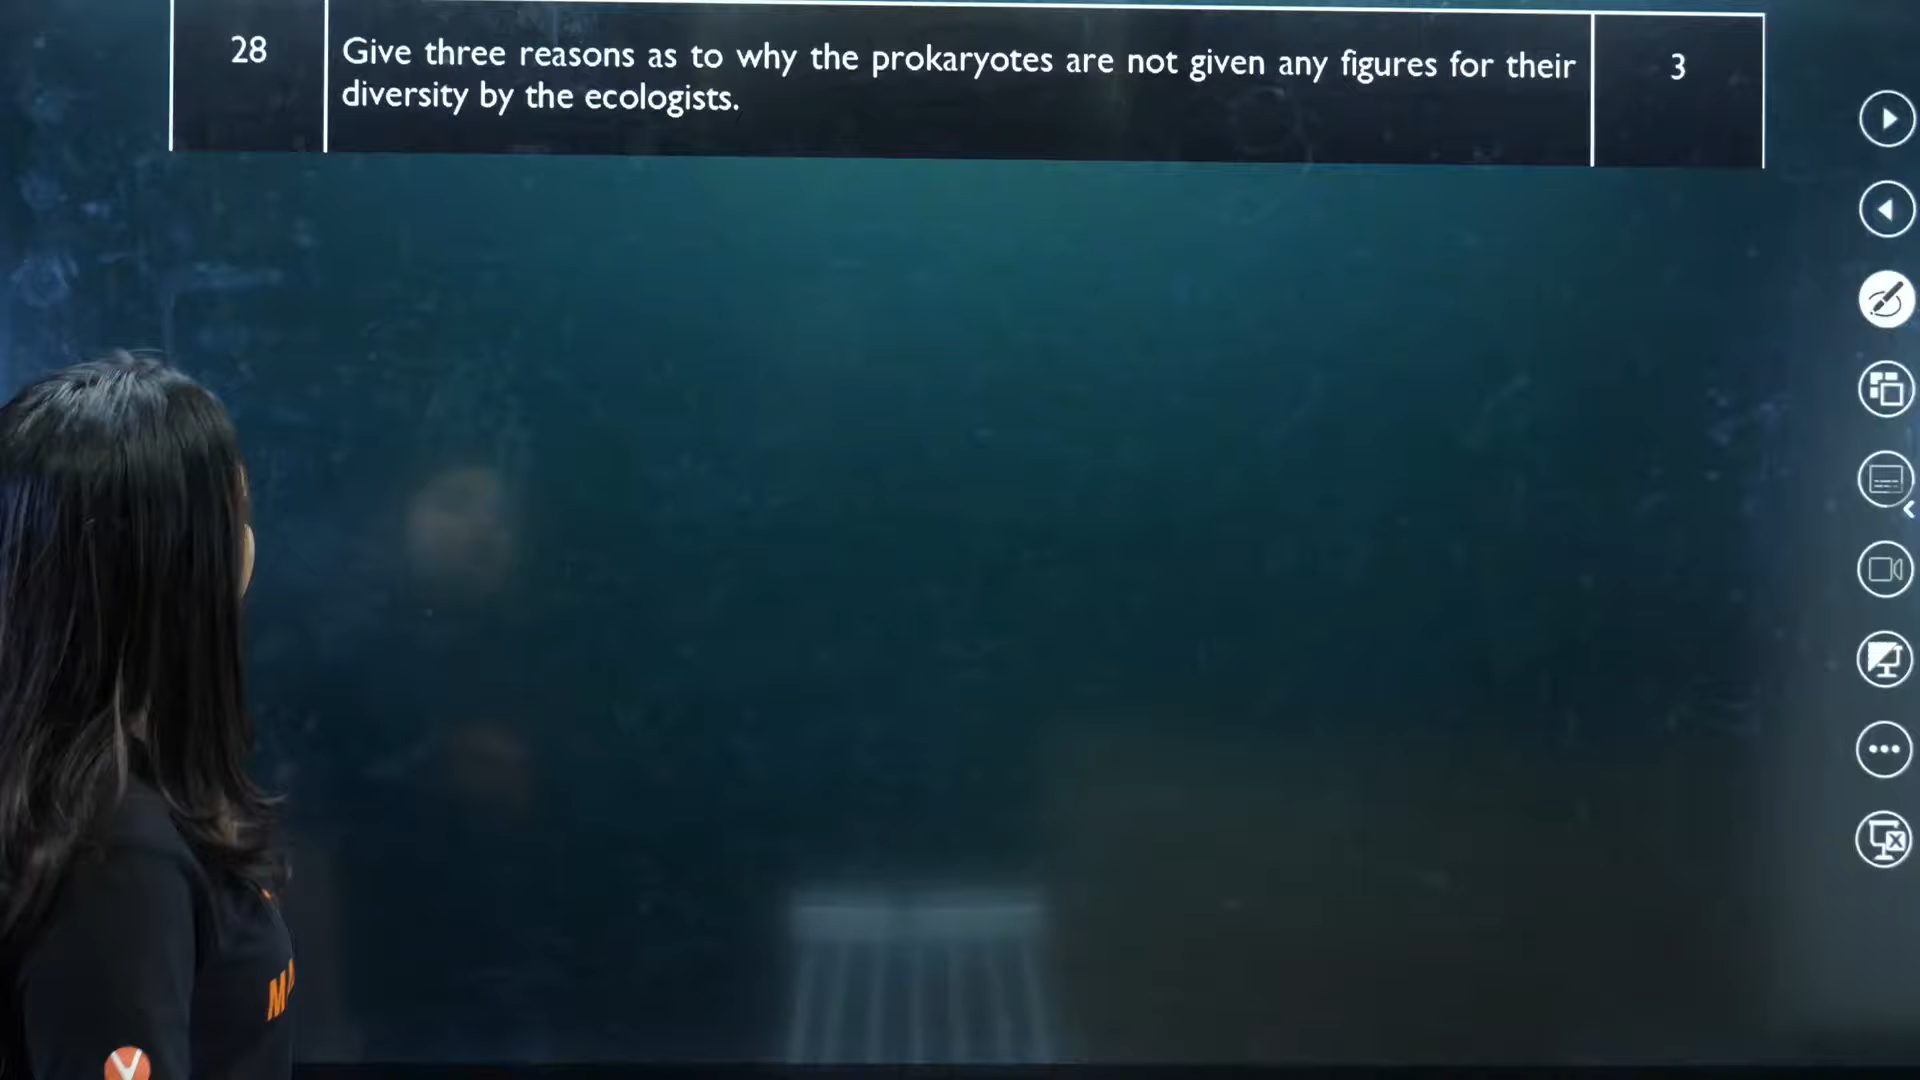 28
Give three reasons as to why the prokaryotes are not given any figures for their
diversity by the ecologists.
3
MA
V